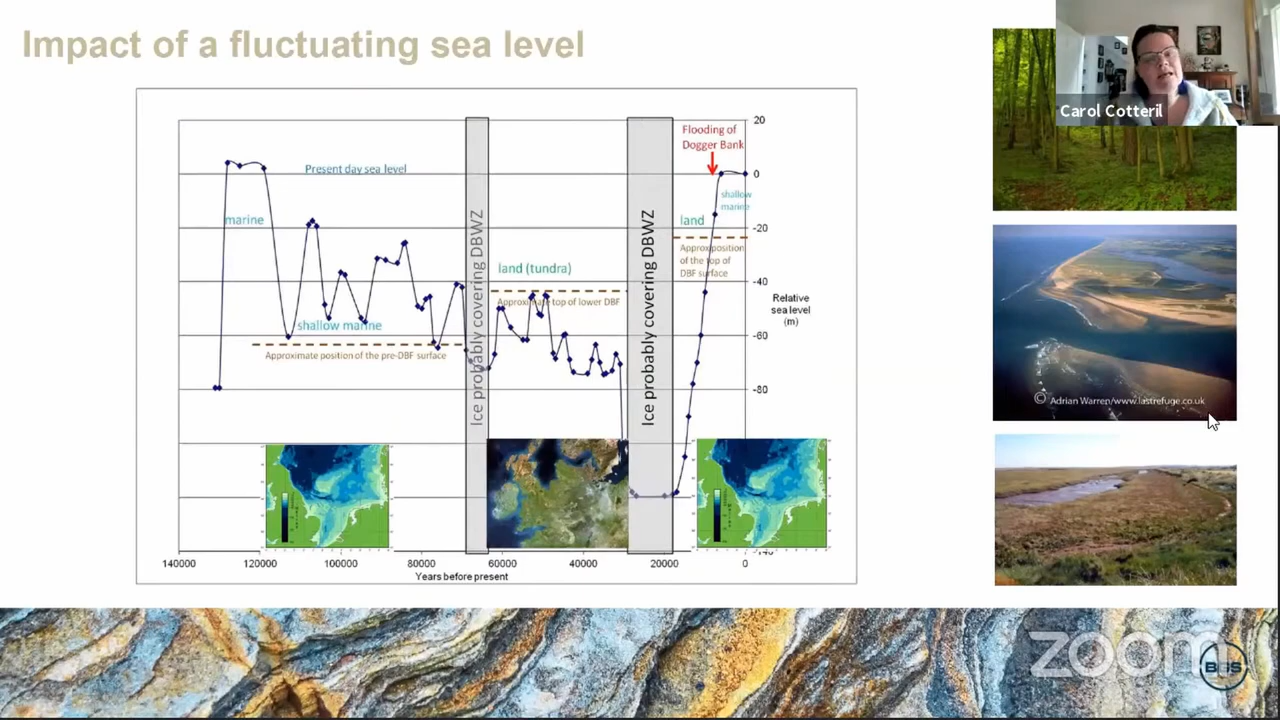 Impact of a fluctuating sea level
Carol Cotteril
20
Flooding of
Dogger Bank
Present day sea level
0
shallow
marine
marine
land
-20
Approx position
of the top of
DBF surface
land (tundra)
-40
Approximate top of lower DBF
Relative
sea level
(m)
shallow marine
-60
Approximate position of the pre-DBF surface
-80
Ice probably covering DBWZ
Ice probably covering DBWZ
140000
120000
100000
80000
60000
40000
20000
0
Years before present
© Adrian Warren/www.lastrefuge.co.uk
zoom